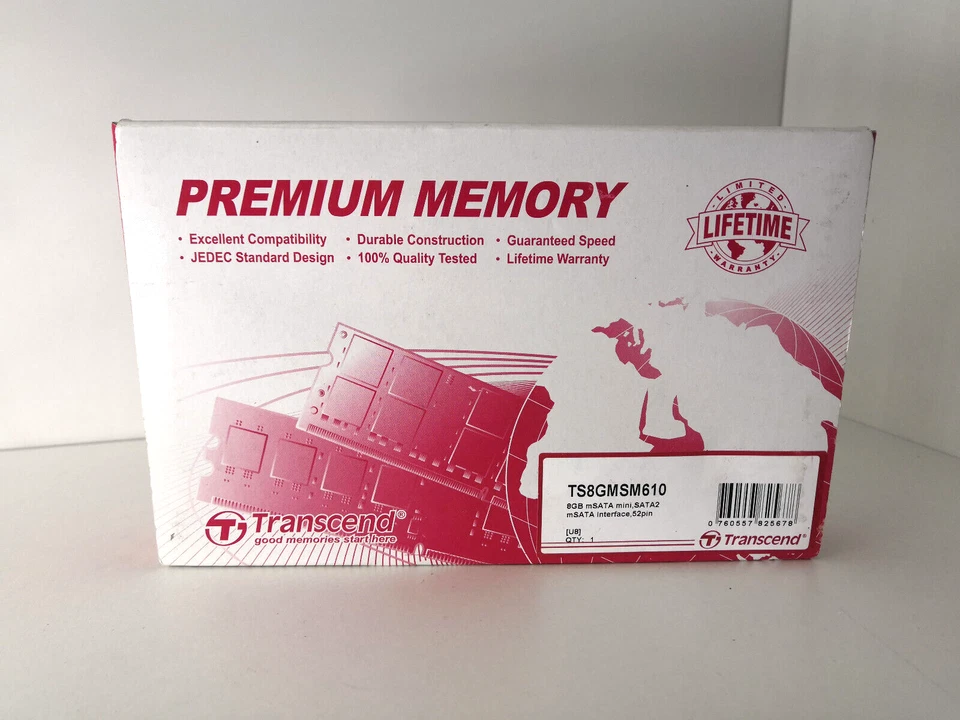 PREMIUM MEMORY
• Excellent Compatibility • Durable Construction • Guaranteed Speed
• JEDEC Standard Design • 100% Quality Tested • Lifetime Warranty
LIMITED
LIFETIME
WARRANTY
Transcend®
good memories start here
TS8GMSM610
8GB mSATA mini,SATA2
mSATA interface,52pin
[U8]
QTY: 1
0 760557 825678
Transcend®